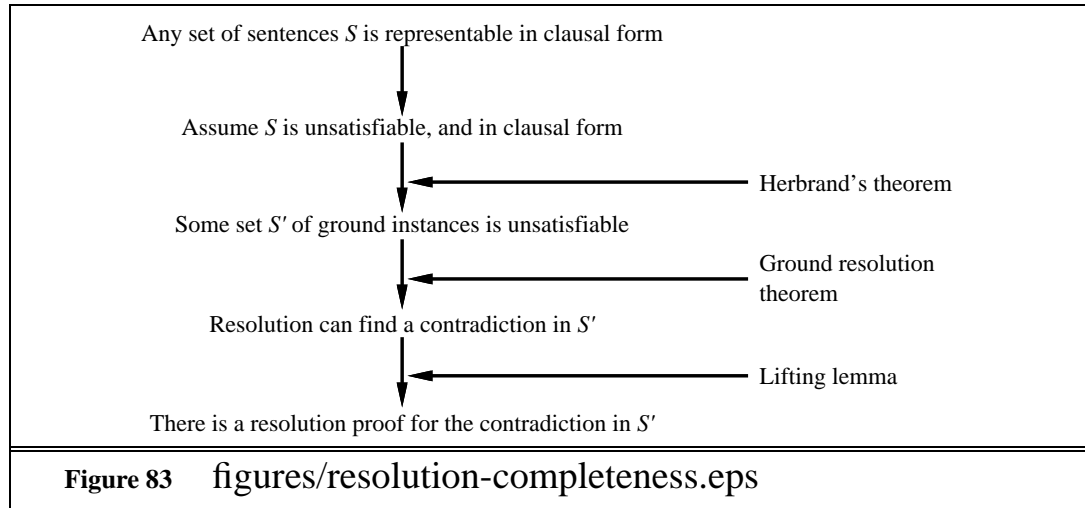 Any set of sentences S is representable in clausal form
Assume S is unsatisfiable, and in clausal form
Herbrand's theorem
Some set S' of ground instances is unsatisfiable
Ground resolution
theorem
Resolution can find a contradiction in S'
Lifting lemma
There is a resolution proof for the contradiction in S'
Figure 83 figures/resolution-completeness.eps